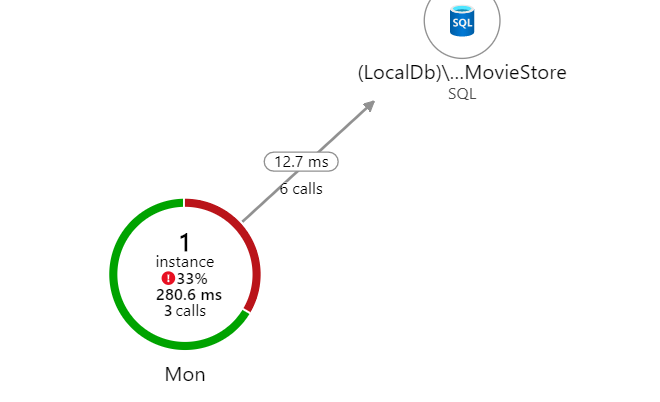 SQL
(LocalDb)\...MovieStore
SQL
12.7 ms
6 calls
1
instance
! 33%
280.6 ms
3 calls
Mon